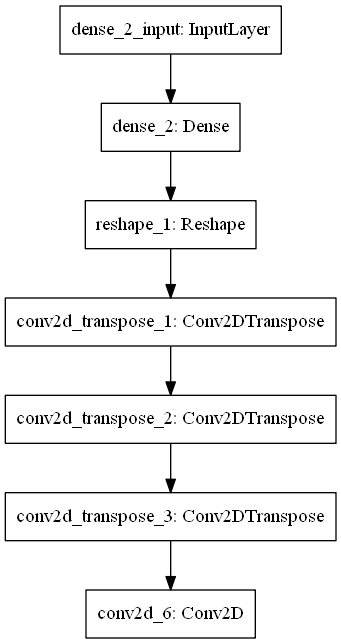 dense_2_input: InputLayer
dense_2: Dense
reshape_1: Reshape
conv2d_transpose_1: Conv2DTranspose
conv2d_transpose_2: Conv2DTranspose
conv2d_transpose_3: Conv2DTranspose
conv2d_6: Conv2D